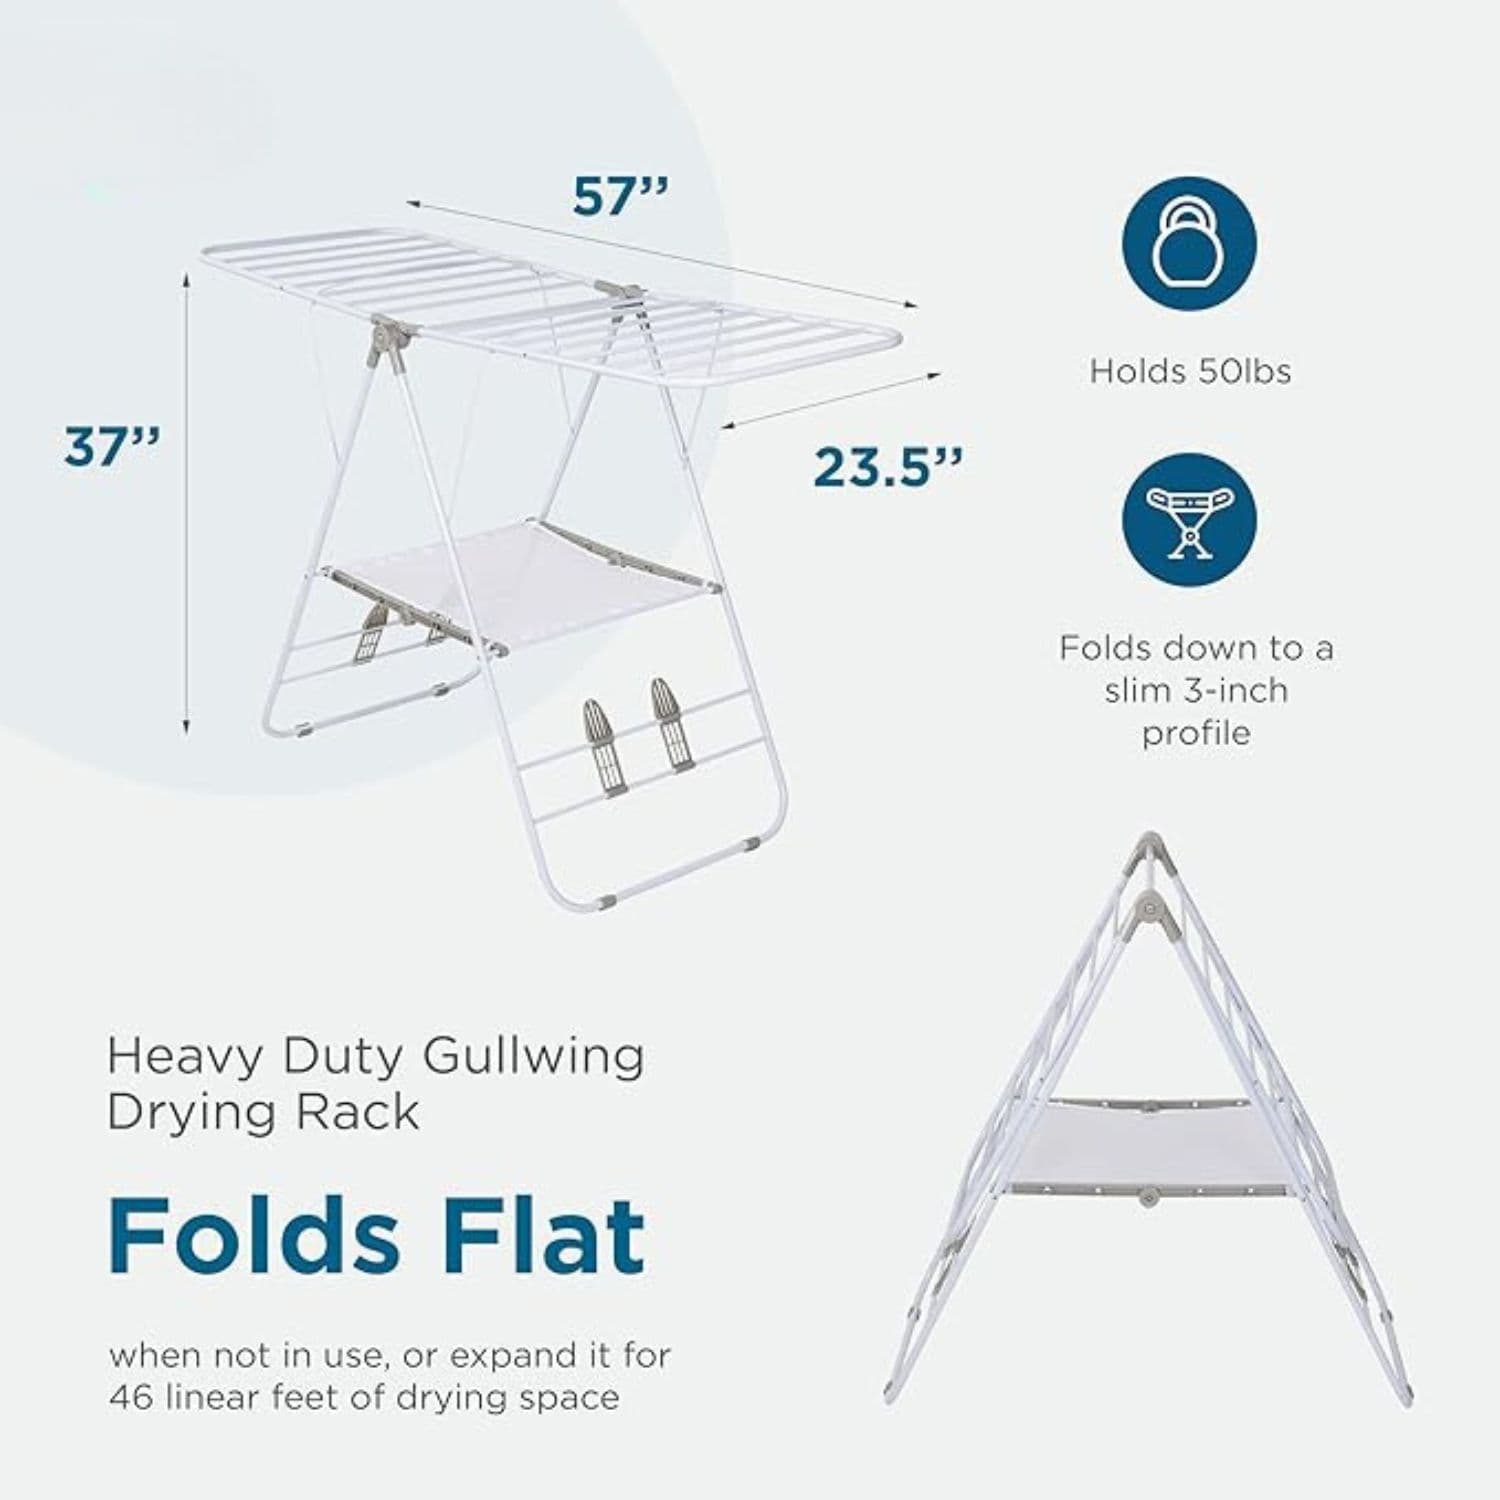 57’’
37’’
23.5’’
Holds 50lbs
Folds down to a
slim 3-inch
profile
Heavy Duty Gullwing
Drying Rack
Folds Flat
when not in use, or expand it for
46 linear feet of drying space